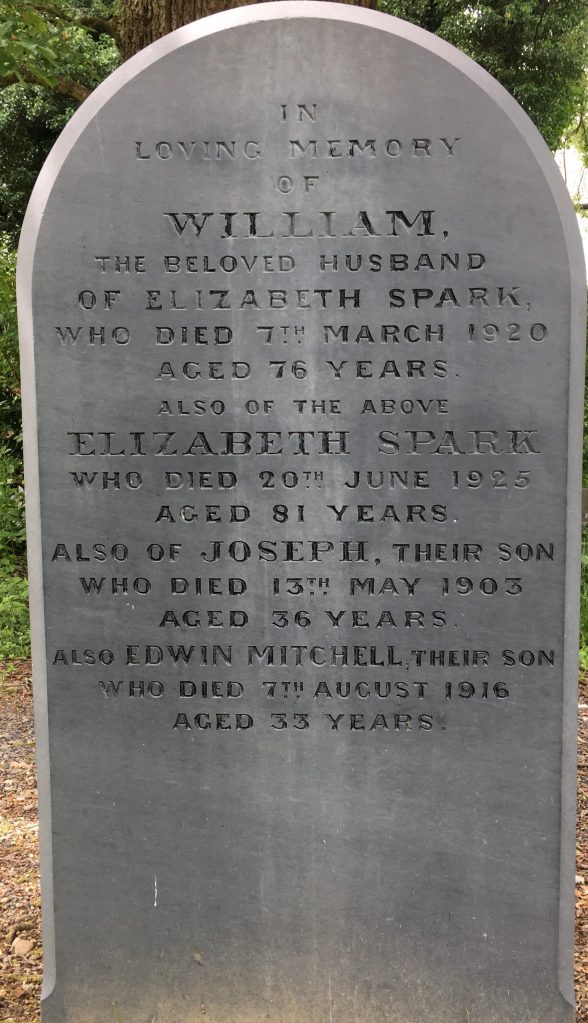 IN
LOVING MEMORY
OF
WILLIAM,
THE BELOVED HUSBAND
OF ELIZABETH SPARK,
WHO DIED 7TH MARCH 1920
AGED 76 YEARS.
ALSO OF THE ABOVE
ELIZABETH SPARK
WHO DIED 20TH JUNE 1925
AGED 81 YEARS.
ALSO OF JOSEPH, THEIR SON
WHO DIED 13TH MAY 1903
AGED 36 YEARS.
ALSO EDWIN MITCHELL, THEIR SON
WHO DIED 7TH AUGUST 1916
AGED 33 YEARS.